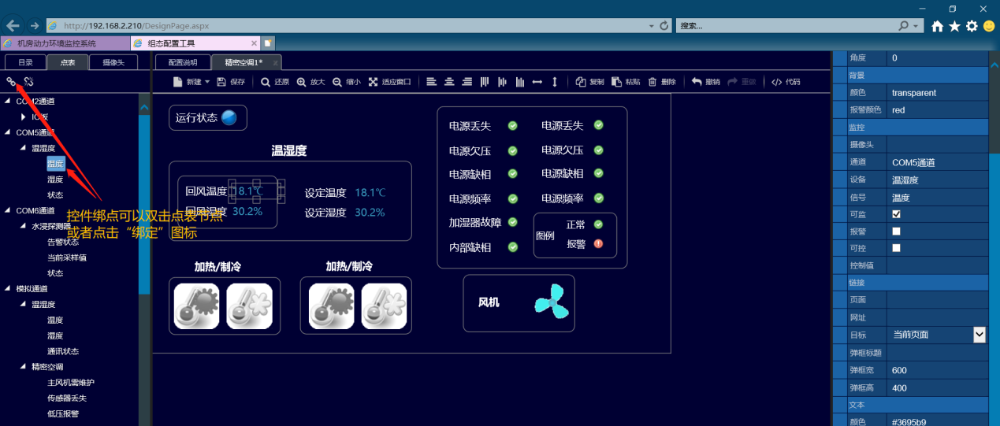 http://192.168.2.210/DesignPage.aspx
搜索...
机房动力环境监控系统
组态配置工具
目录
点表
摄像头
配置说明
精密空调1*
新建
保存
还原
放大
缩小
适应窗口
复制
粘贴
删除
撤销
重做
代码
COM2通道
COM5通道
温湿度
温度
湿度
状态
COM6通道
水浸探测器
告警状态
当前采样值
状态
模拟通道
温湿度
温度
湿度
通讯状态
精密空调
主风机需维护
传感器丢失
低压报警
控件绑点可以双击点表节点
或者点击“绑定”图标
运行状态
温湿度
回风温度 18.1℃
设定温度 18.1℃
回风湿度 30.2%
设定湿度 30.2%
加热/制冷
加热/制冷
电源丢失
电源丢失
电源欠压
电源欠压
电源缺相
电源缺相
电源频率
电源频率
加湿器故障
内部缺相
图例
正常
报警
风机
角度 0
背景
颜色 transparent
报警颜色 red
监控
摄像头
通道 COM5通道
设备 温湿度
信号 温度
可监
报警
可控
控制值
链接
页面
网址
目标 当前页面
弹框标题
弹框宽 600
弹框高 400
文本
颜色 #3695b9